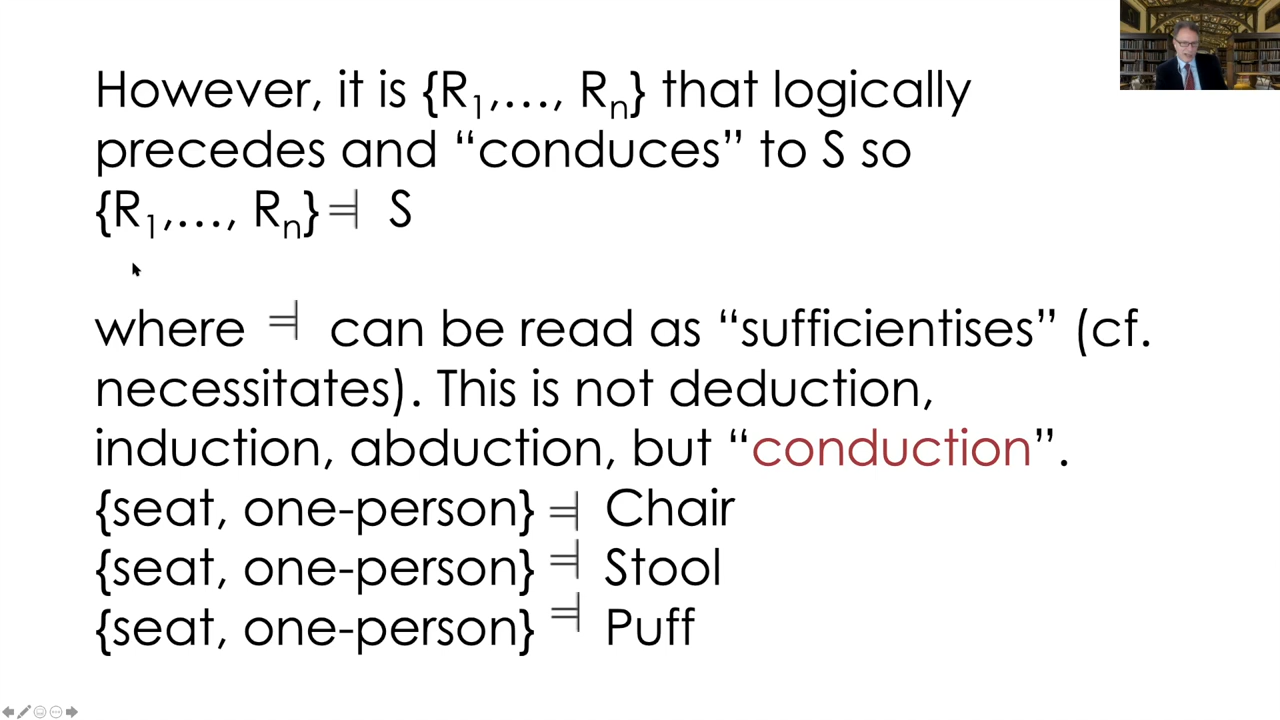 However, it is {R₁,…, Rₙ} that logically
precedes and “conduces” to S so
{R₁,…, Rₙ} ⫤ S
where ⫤ can be read as “sufficientises” (cf.
necessitates). This is not deduction,
induction, abduction, but “conduction”.
{seat, one-person} ⫤ Chair
{seat, one-person} ⫤ Stool
{seat, one-person} ⫤ Puff